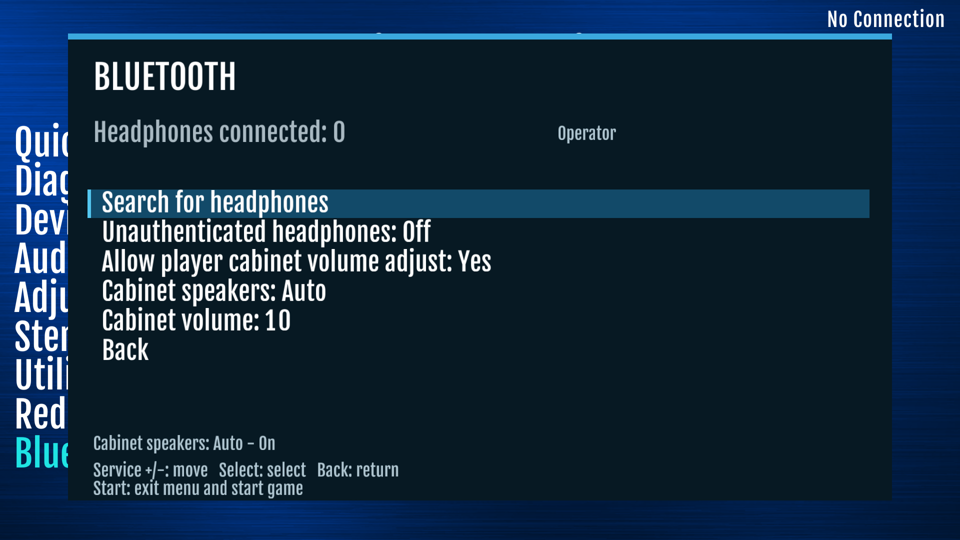 No Connection
BLUETOOTH
Headphones connected: 0
Operator
Search for headphones
Unauthenticated headphones: Off
Allow player cabinet volume adjust: Yes
Cabinet speakers: Auto
Cabinet volume: 10
Back
Cabinet speakers: Auto - On
Service +/-: move Select: select Back: return
Start: exit menu and start game